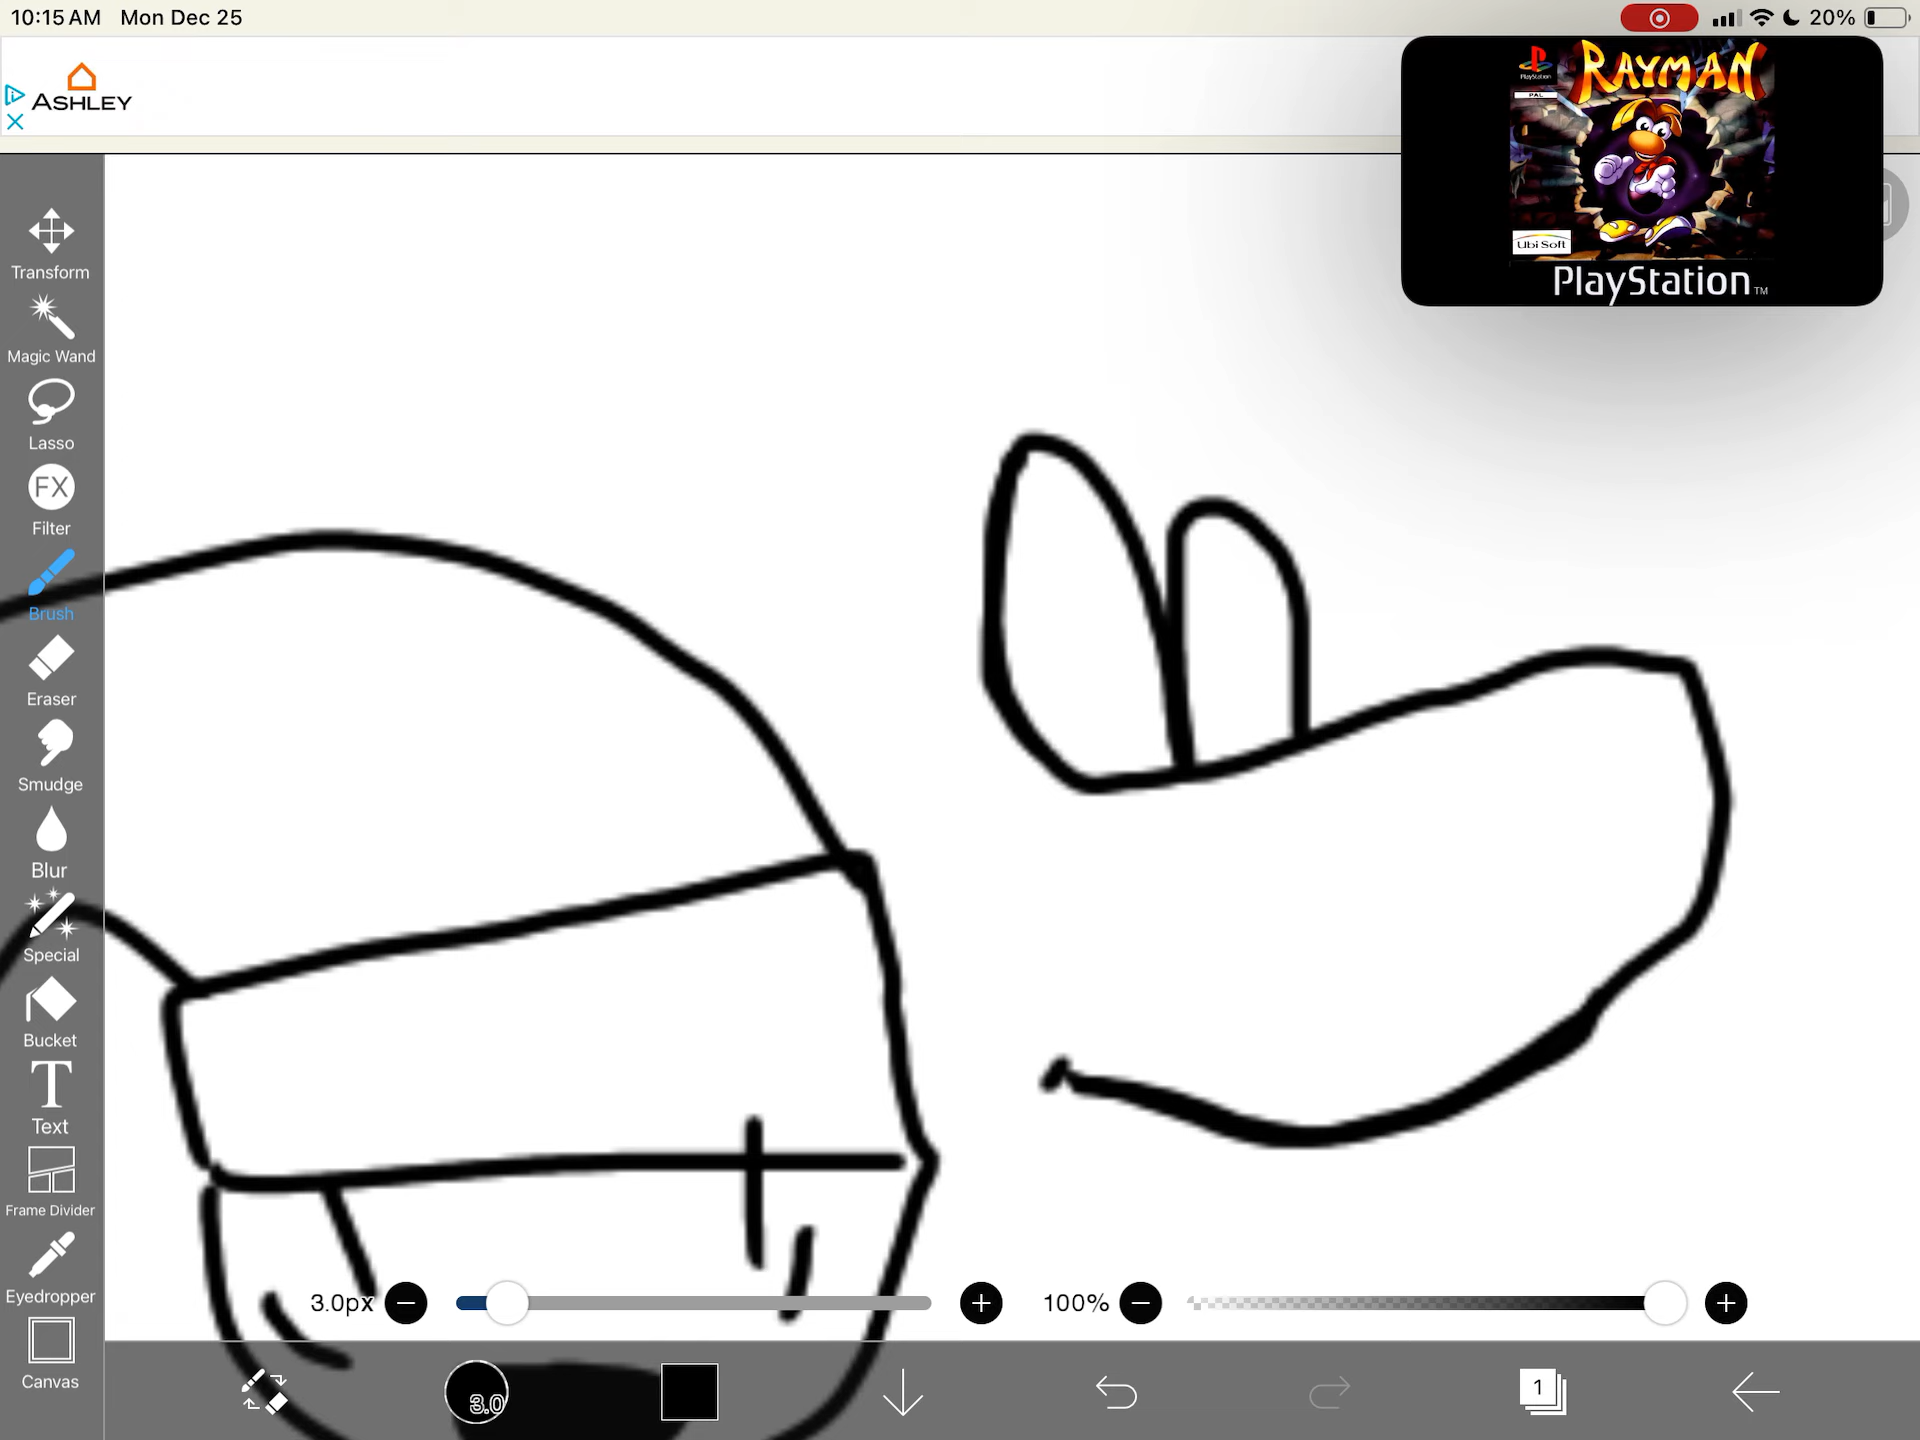 10:15 AM Mon Dec 25
20%
ASHLEY
RAYMAN
PlayStation
PAL
Ubi Soft
PlayStation™
Transform
Magic Wand
Lasso
FX
Filter
Brush
Eraser
Smudge
Blur
Special
Bucket
T
Text
Frame Divider
Eyedropper
Canvas
3.0px
100%
3.0
1